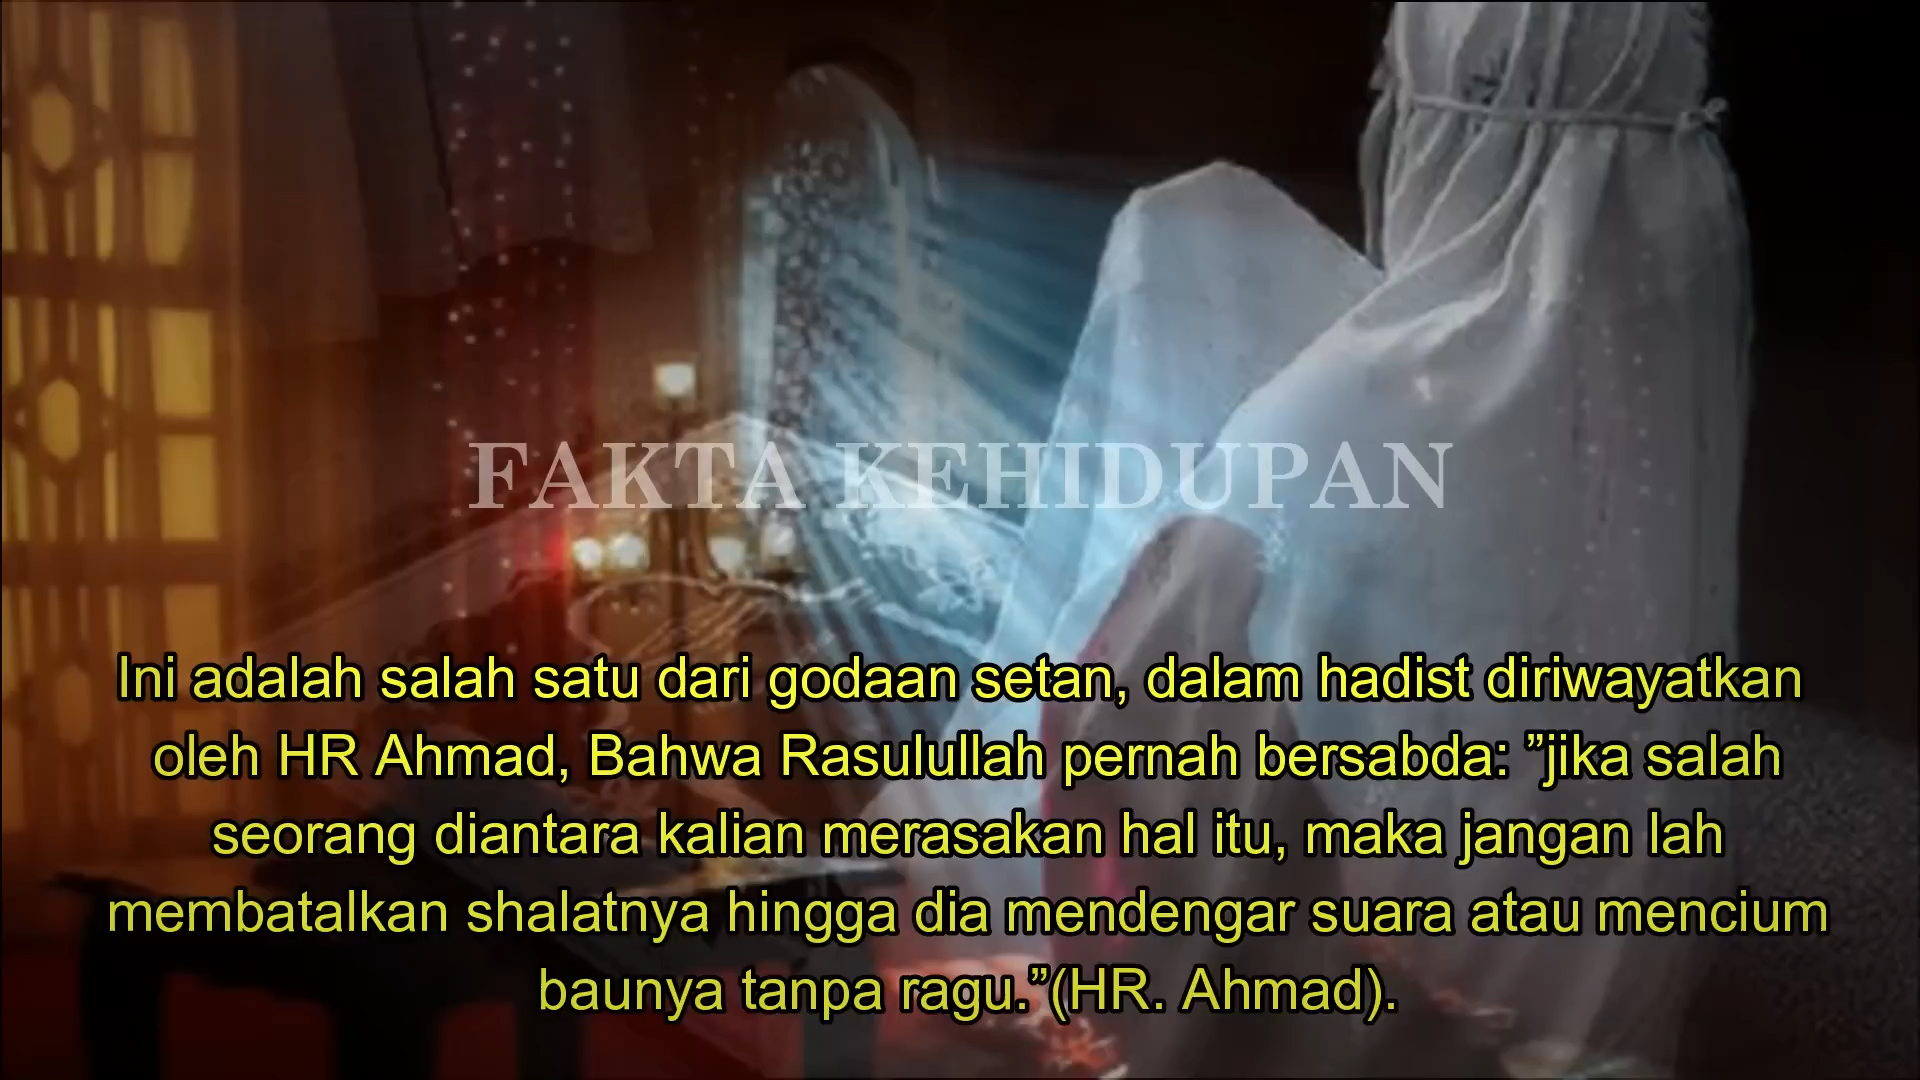 FAKTA KEHIDUPAN
Ini adalah salah satu dari godaan setan, dalam hadist diriwayatkan
oleh HR Ahmad, Bahwa Rasulullah pernah bersabda: ”jika salah
seorang diantara kalian merasakan hal itu, maka jangan lah
membatalkan shalatnya hingga dia mendengar suara atau mencium
baunya tanpa ragu.”(HR. Ahmad).